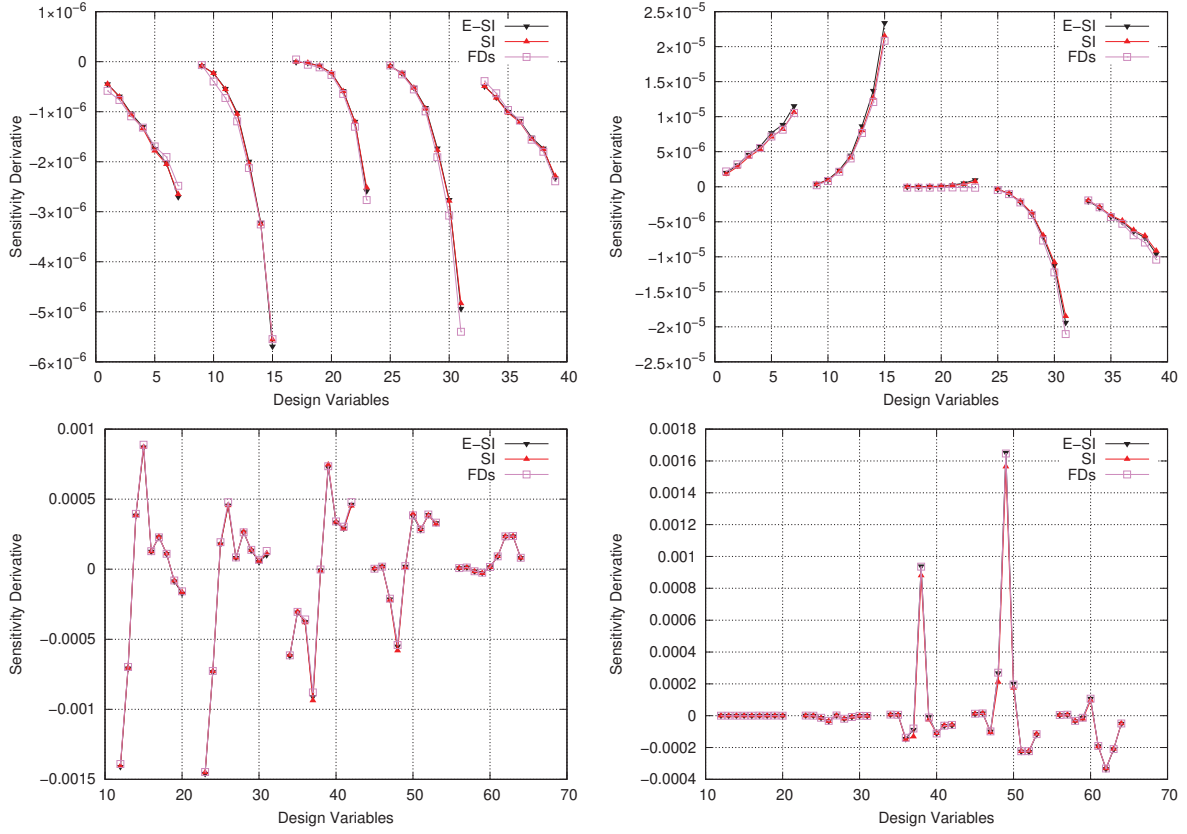 1×10⁻⁶
0
−1×10⁻⁶
−2×10⁻⁶
−3×10⁻⁶
−4×10⁻⁶
−5×10⁻⁶
−6×10⁻⁶
Sensitivity Derivative
E-SI
SI
FDs
0 5 10 15 20 25 30 35 40
Design Variables
2.5×10⁻⁵
2×10⁻⁵
1.5×10⁻⁵
1×10⁻⁵
5×10⁻⁶
0
−5×10⁻⁶
−1×10⁻⁵
−1.5×10⁻⁵
−2×10⁻⁵
−2.5×10⁻⁵
Sensitivity Derivative
E-SI
SI
FDs
0 5 10 15 20 25 30 35 40
Design Variables
0.001
0.0005
0
−0.0005
−0.001
−0.0015
Sensitivity Derivative
E-SI
SI
FDs
10 20 30 40 50 60 70
Design Variables
0.0018
0.0016
0.0014
0.0012
0.001
0.0008
0.0006
0.0004
0.0002
0
−0.0002
−0.0004
Sensitivity Derivative
E-SI
SI
FDs
10 20 30 40 50 60 70
Design Variables